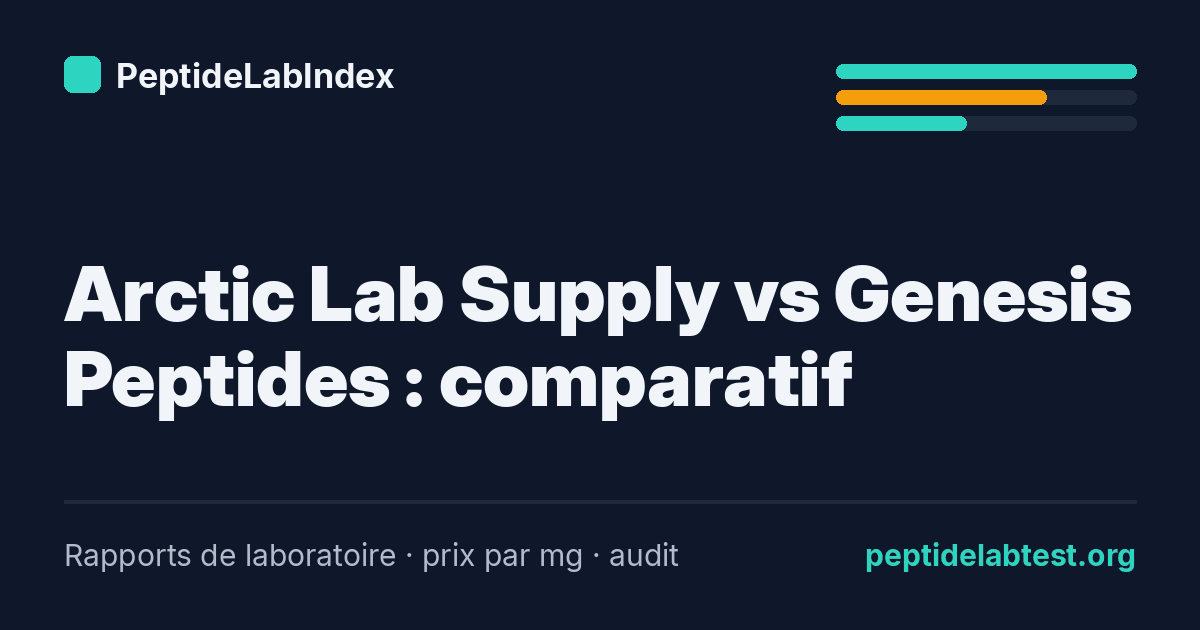 PeptideLabIndex
Arctic Lab Supply vs Genesis
Peptides : comparatif
Rapports de laboratoire · prix par mg · audit
peptidelabtest.org